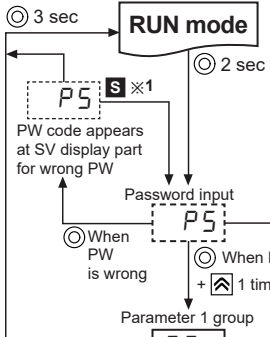 ◎ 3 sec
RUN mode
◎ 2 sec
PS
S ※1
PW code appears
at SV display part
for wrong PW
Password input
PS
◎ When
PW
is wrong
◎ When
+ 1 tim
Parameter 1 group